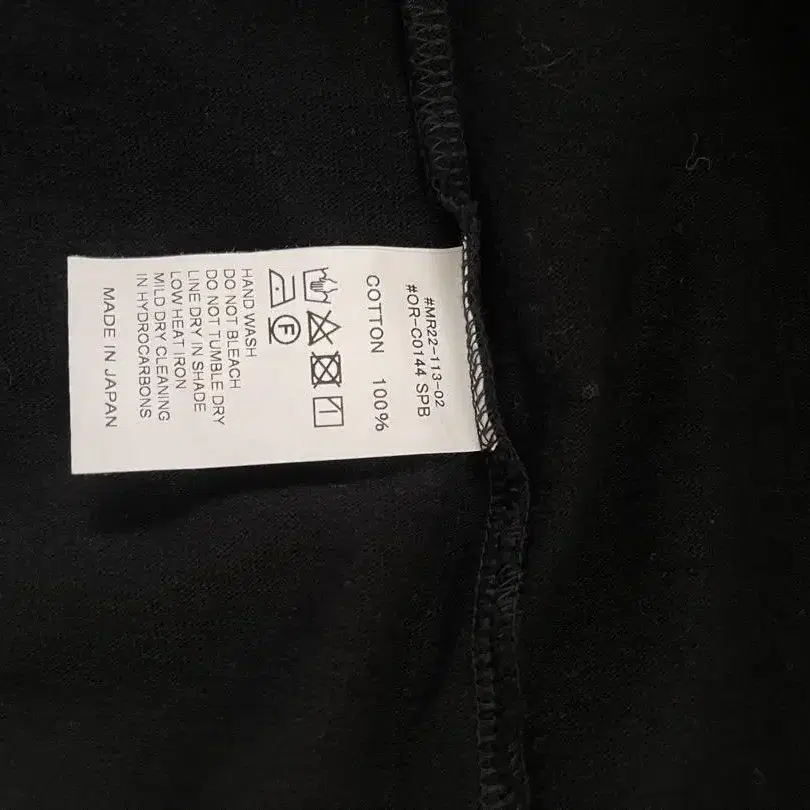 #MR22-113-02
#OR-C0144 SPB
COTTON 100%
HAND WASH
DO NOT BLEACH
DO NOT TUMBLE DRY
LINE DRY IN SHADE
LOW HEAT IRON
MILD DRY CLEANING
IN HYDROCARBONS
MADE IN JAPAN